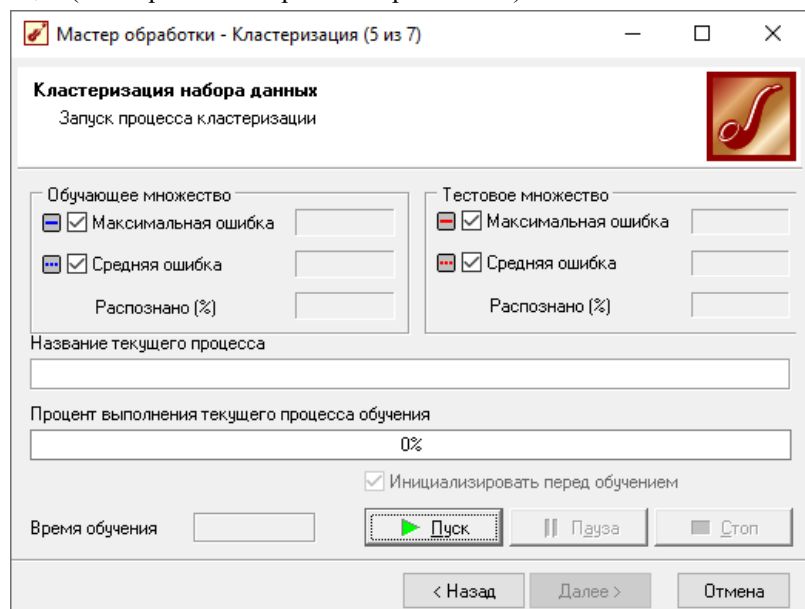 Мастер обработки - Кластеризация (5 из 7)
Кластеризация набора данных
Запуск процесса кластеризации
Обучающее множество
Максимальная ошибка
Средняя ошибка
Распознано (%)
Тестовое множество
Максимальная ошибка
Средняя ошибка
Распознано (%)
Название текущего процесса
Процент выполнения текущего процесса обучения
0%
Инициализировать перед обучением
Время обучения
Пуск
Пауза
Стоп
< Назад
Далее >
Отмена